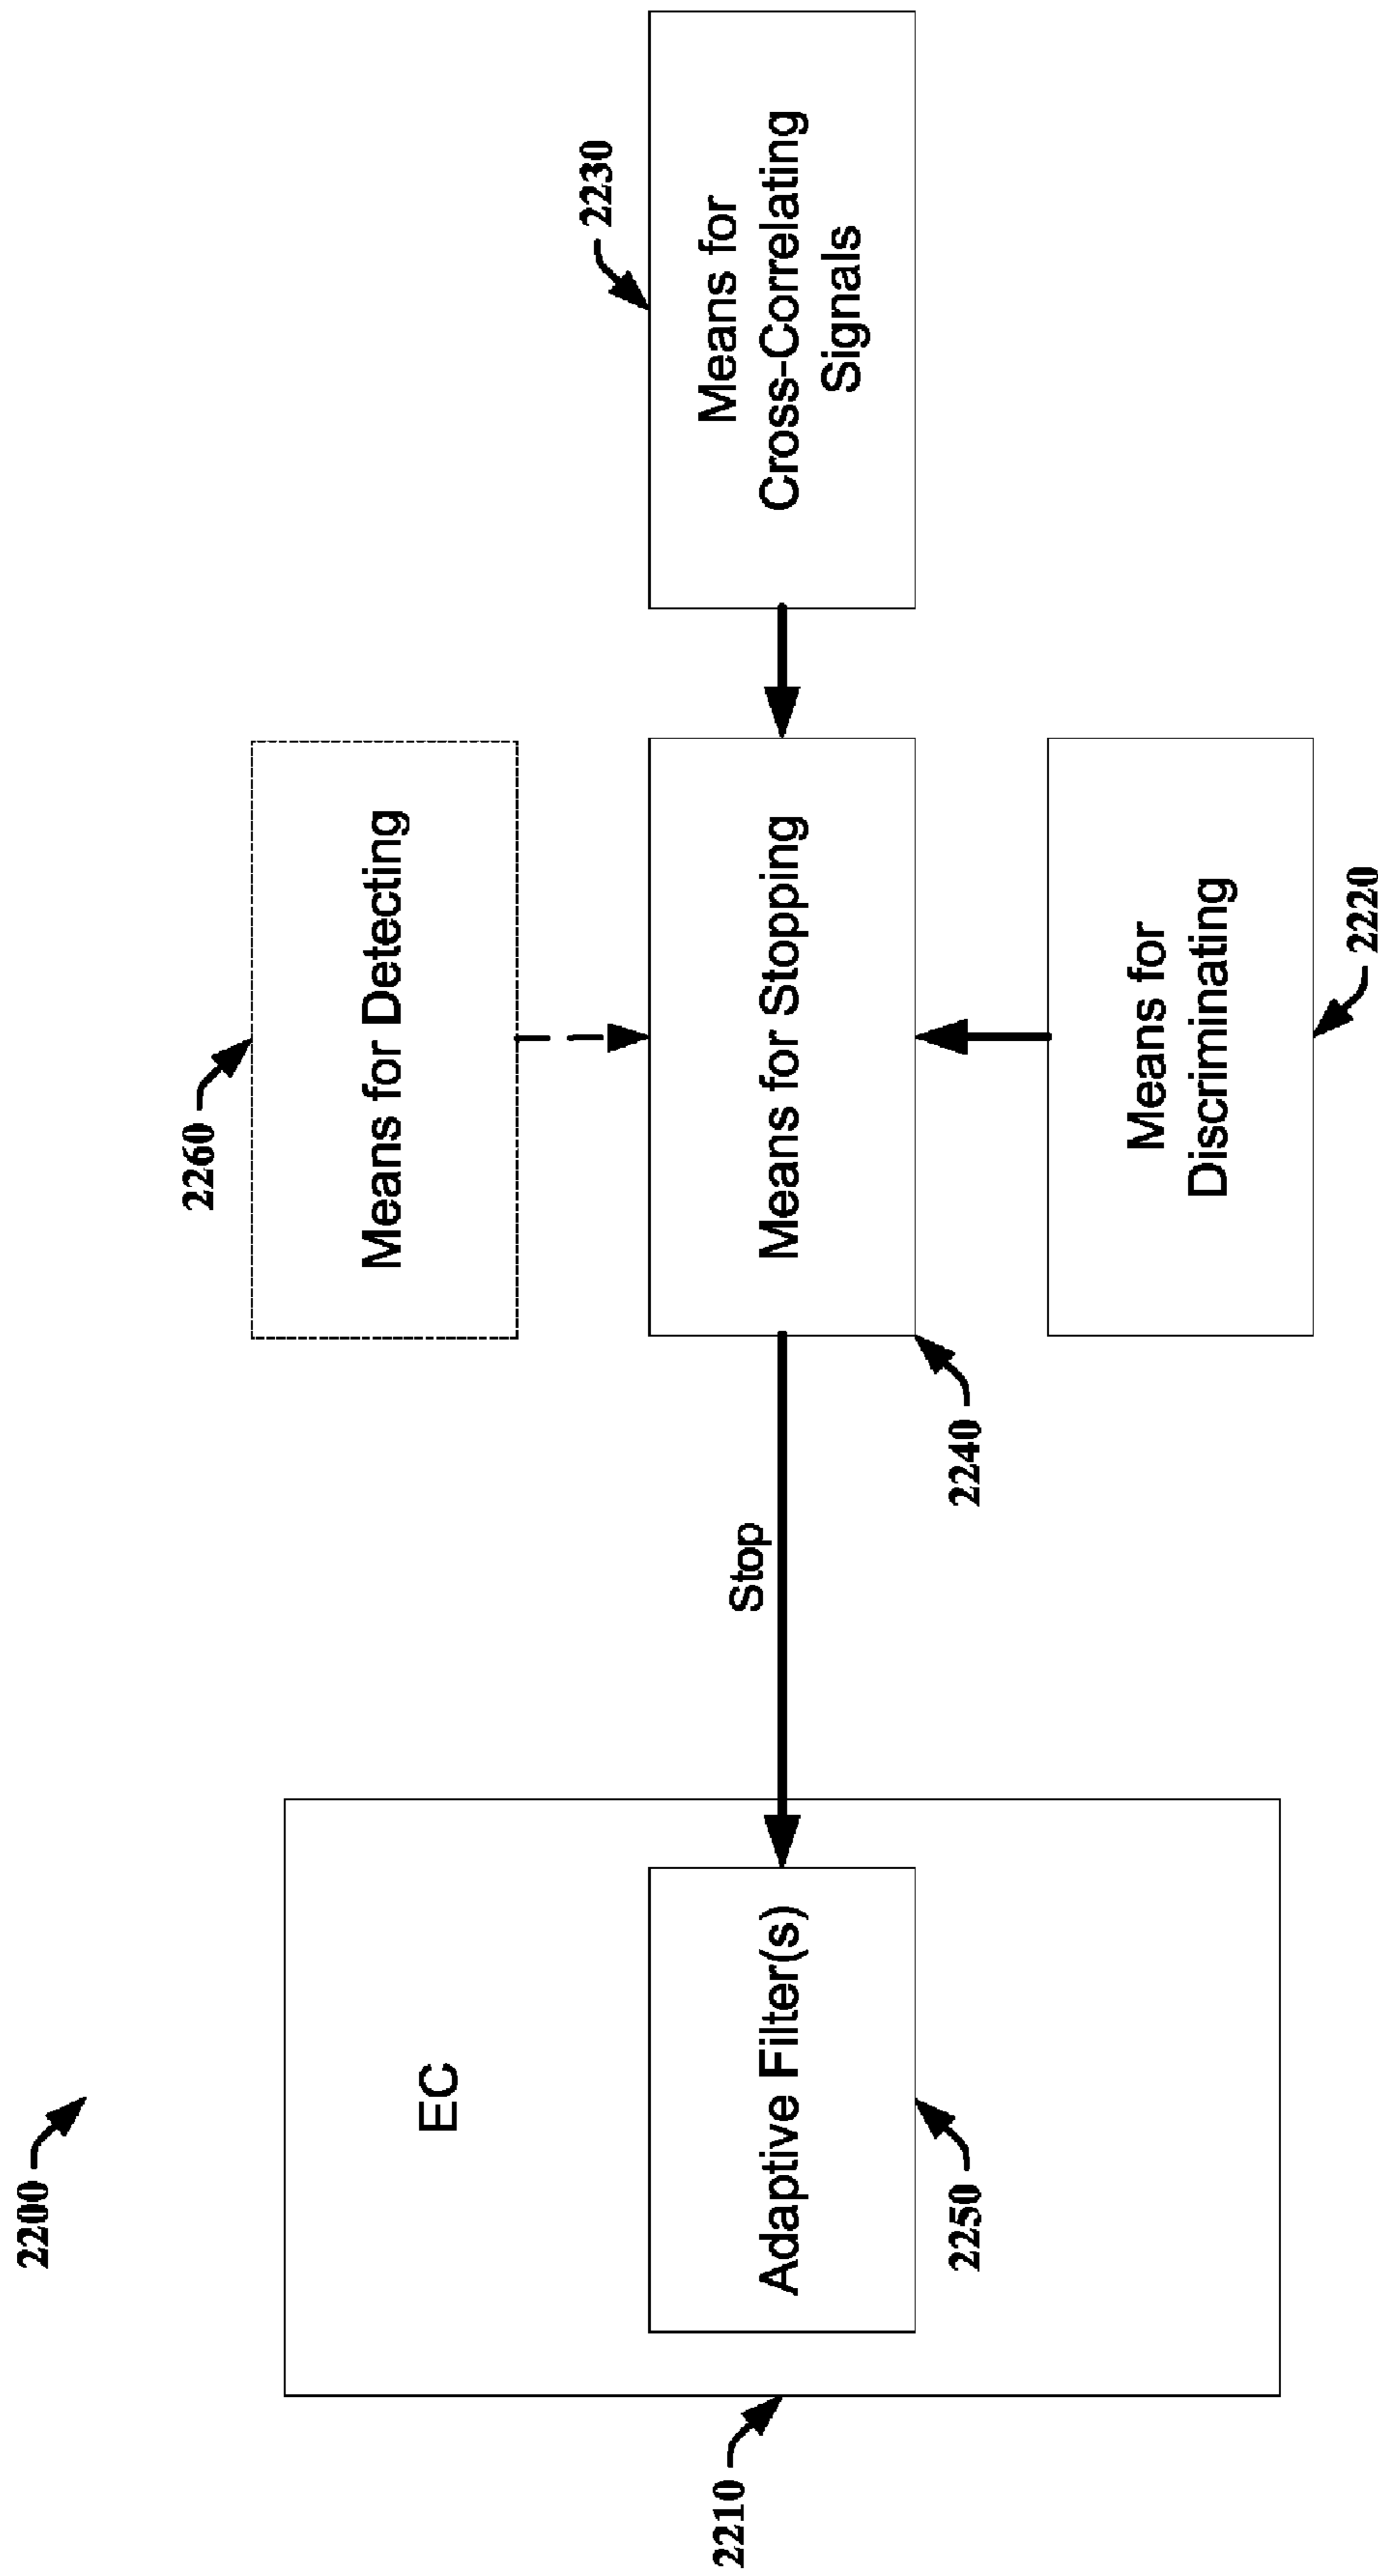 2200
2210
EC
Adaptive Filter(s)
2250
Stop
2260
Means for Detecting
Means for Stopping
2240
Means for
Discriminating
2220
2230
Means for
Cross-Correlating
Signals